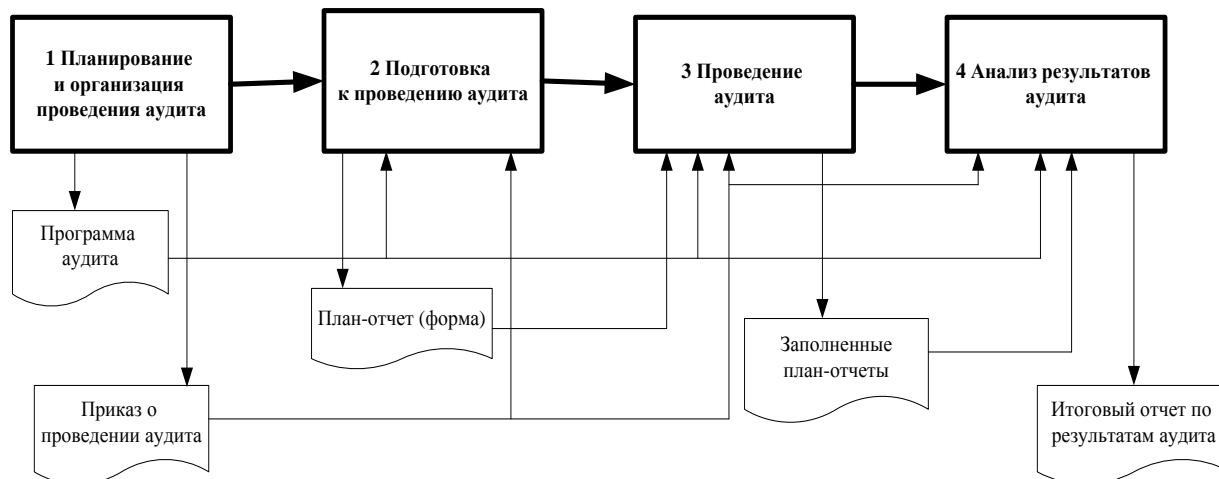 1 Планирование
и организация
проведения аудита
2 Подготовка
к проведению аудита
3 Проведение
аудита
4 Анализ результатов
аудита
Программа
аудита
План-отчет (форма)
Заполненные
план-отчеты
Приказ о
проведении аудита
Итоговый отчет по
результатам аудита